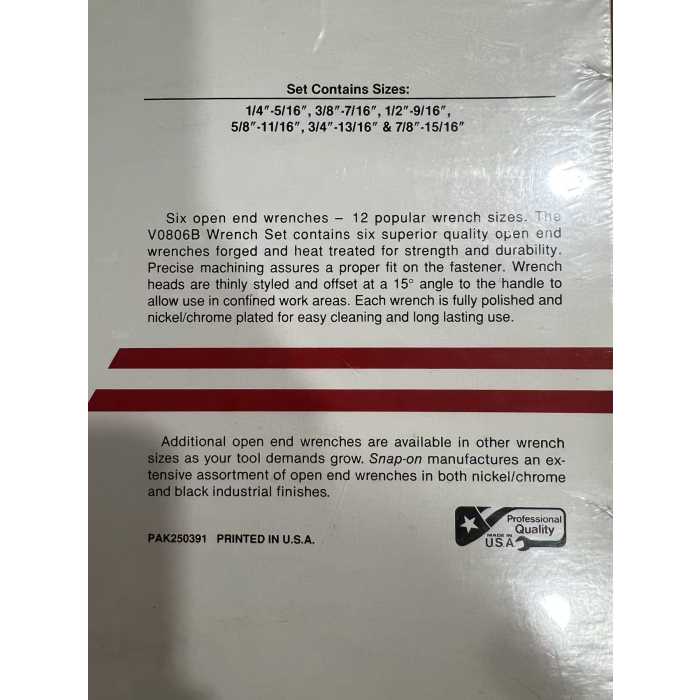 Set Contains Sizes:
1/4″-5/16″, 3/8″-7/16″, 1/2″-9/16″,
5/8″-11/16″, 3/4″-13/16″ & 7/8″-15/16″
Six open end wrenches – 12 popular wrench sizes. The
V0806B Wrench Set contains six superior quality open end
wrenches forged and heat treated for strength and durability.
Precise machining assures a proper fit on the fastener. Wrench
heads are thinly styled and offset at a 15° angle to the handle to
allow use in confined work areas. Each wrench is fully polished and
nickel/chrome plated for easy cleaning and long lasting use.
Additional open end wrenches are available in other wrench
sizes as your tool demands grow. Snap-on manufactures an ex-
tensive assortment of open end wrenches in both nickel/chrome
and black industrial finishes.
PAK250391 PRINTED IN U.S.A.
Professional
Quality
MADE IN
U.S.A.